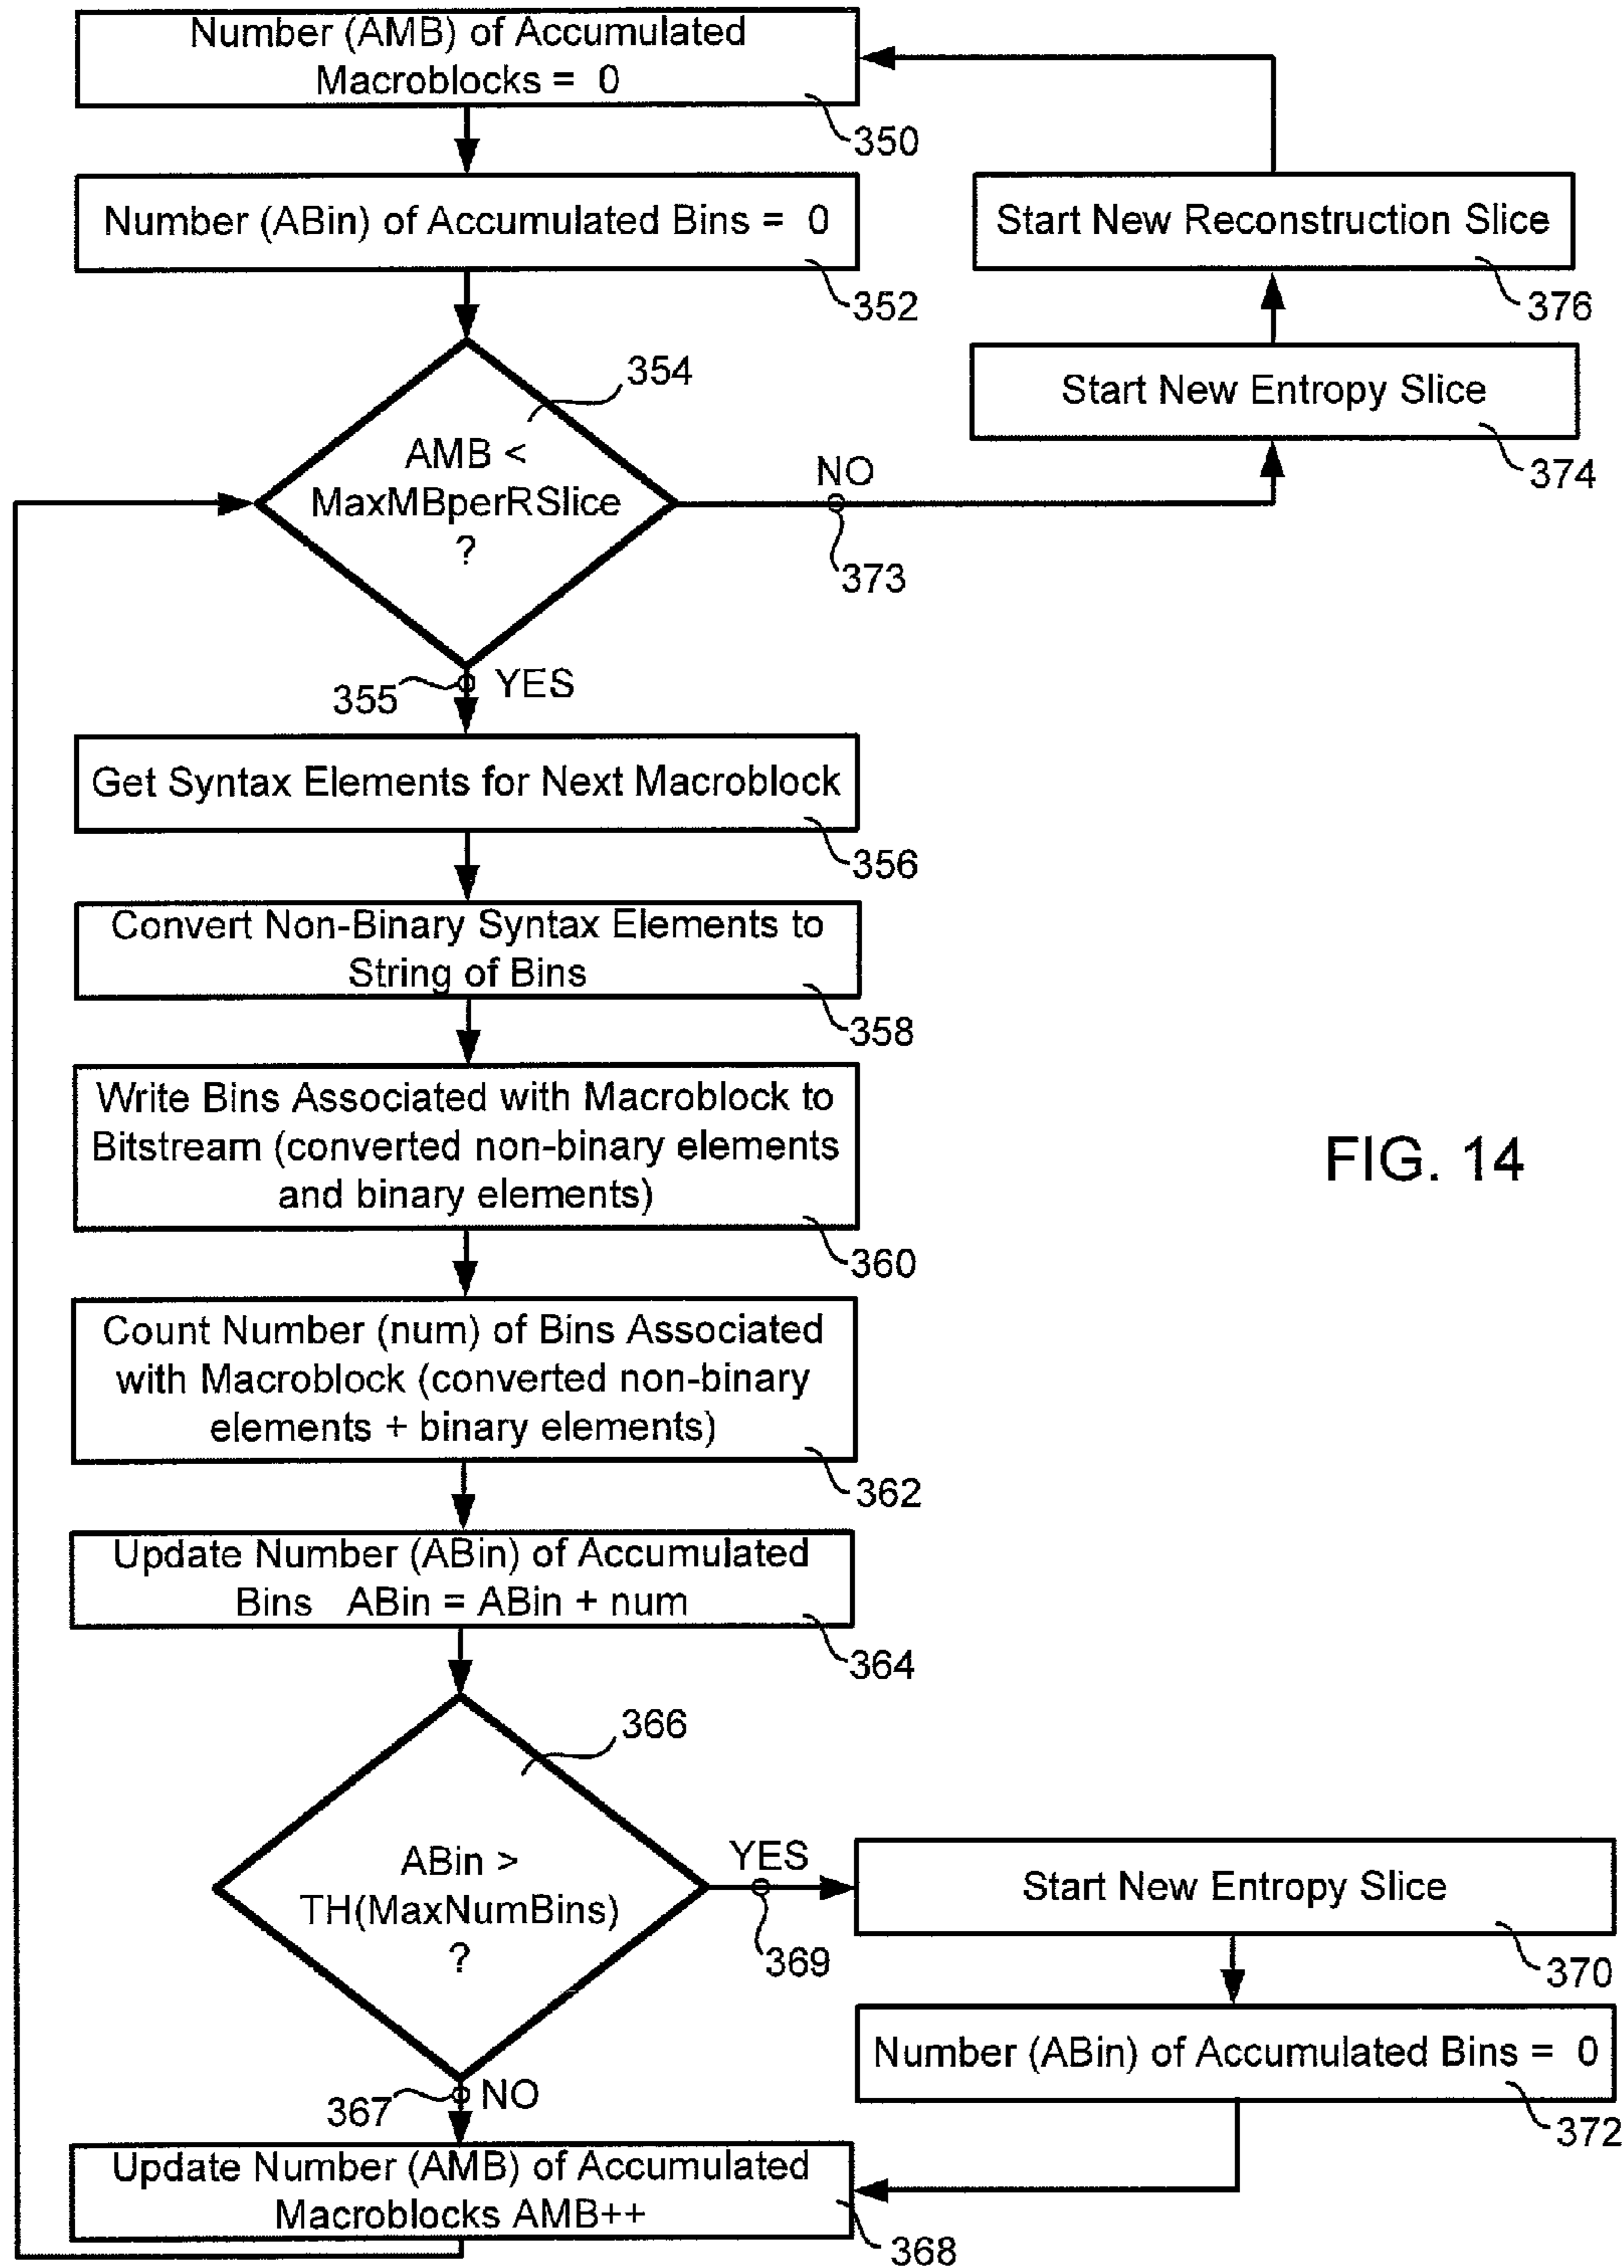 Number (AMB) of Accumulated
Macroblocks = 0
350
Number (ABin) of Accumulated Bins = 0
352
Start New Reconstruction Slice
376
Start New Entropy Slice
374
354
AMB <
MaxMBperRSlice
?
NO
373
355
YES
Get Syntax Elements for Next Macroblock
356
Convert Non-Binary Syntax Elements to
String of Bins
358
Write Bins Associated with Macroblock to
Bitstream (converted non-binary elements
and binary elements)
360
FIG. 14
Count Number (num) of Bins Associated
with Macroblock (converted non-binary
elements + binary elements)
362
Update Number (ABin) of Accumulated
Bins ABin = ABin + num
364
366
ABin >
TH(MaxNumBins)
?
YES
369
Start New Entropy Slice
370
Number (ABin) of Accumulated Bins = 0
372
367
NO
Update Number (AMB) of Accumulated
Macroblocks AMB++
368